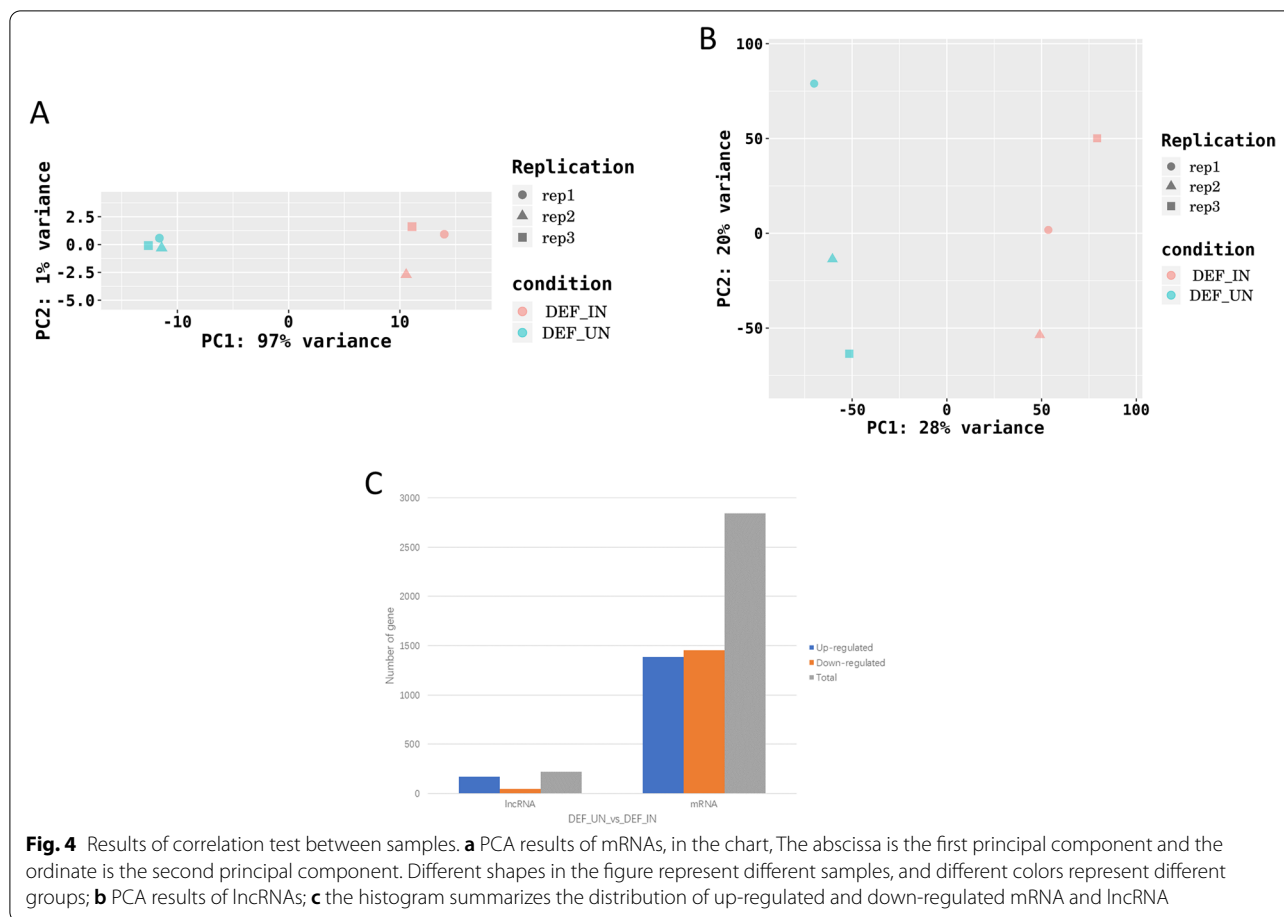 A
PC2: 1% variance
2.5
0.0
-2.5
-5.0
-10
0
10
PC1: 97% variance
Replication
rep1
rep2
rep3
condition
DEF_IN
DEF_UN
B
PC2: 20% variance
100
50
0
-50
-50
0
50
100
PC1: 28% variance
Replication
rep1
rep2
rep3
condition
DEF_IN
DEF_UN
C
Number of gene
3000
2500
2000
1500
1000
500
0
lncRNA
mRNA
DEF_UN_vs_DEF_IN
Up-regulated
Down-regulated
Total
Fig. 4 Results of correlation test between samples. a PCA results of mRNAs, in the chart, The abscissa is the first principal component and the
ordinate is the second principal component. Different shapes in the figure represent different samples, and different colors represent different
groups; b PCA results of lncRNAs; c the histogram summarizes the distribution of up-regulated and down-regulated mRNA and lncRNA